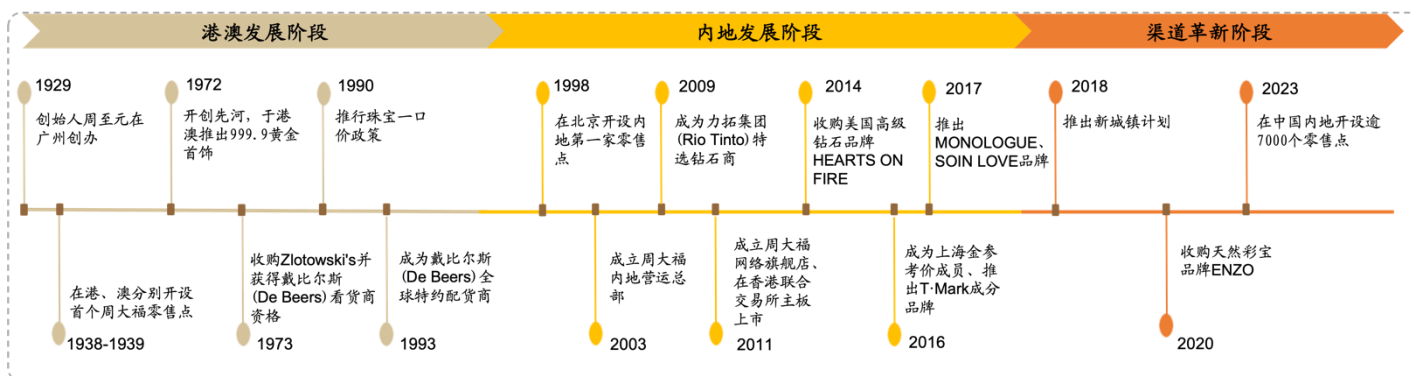 港澳发展阶段
内地发展阶段
渠道革新阶段
1929
创始人周至元在
广州创办
1938-1939
在港、澳分别开设
首个周大福零售点
1972
开创先河，于港
澳推出999.9黄金
首饰
1973
收购Zlotowski's并
获得戴比尔斯
(De Beers)看货商
资格
1990
推行珠宝一口
价政策
1993
成为戴比尔斯
(De Beers)全
球特约配货商
1998
在北京开设内
地第一家零售
点
2003
成立周大福
内地营运总
部
2009
成为力拓集团
(Rio Tinto)特
选钻石商
2011
成立周大福
网络旗舰店、
在香港联合
交易所主板
上市
2014
收购美国高级
钻石品牌
HEARTS ON
FIRE
2016
成为上海金参
考价成员、推
出T·Mark成分
品牌
2017
推出
MONOLOGUE、
SOIN LOVE品牌
2018
推出新城镇计划
2020
收购天然彩宝
品牌ENZO
2023
在中国内地开设逾
7000个零售点